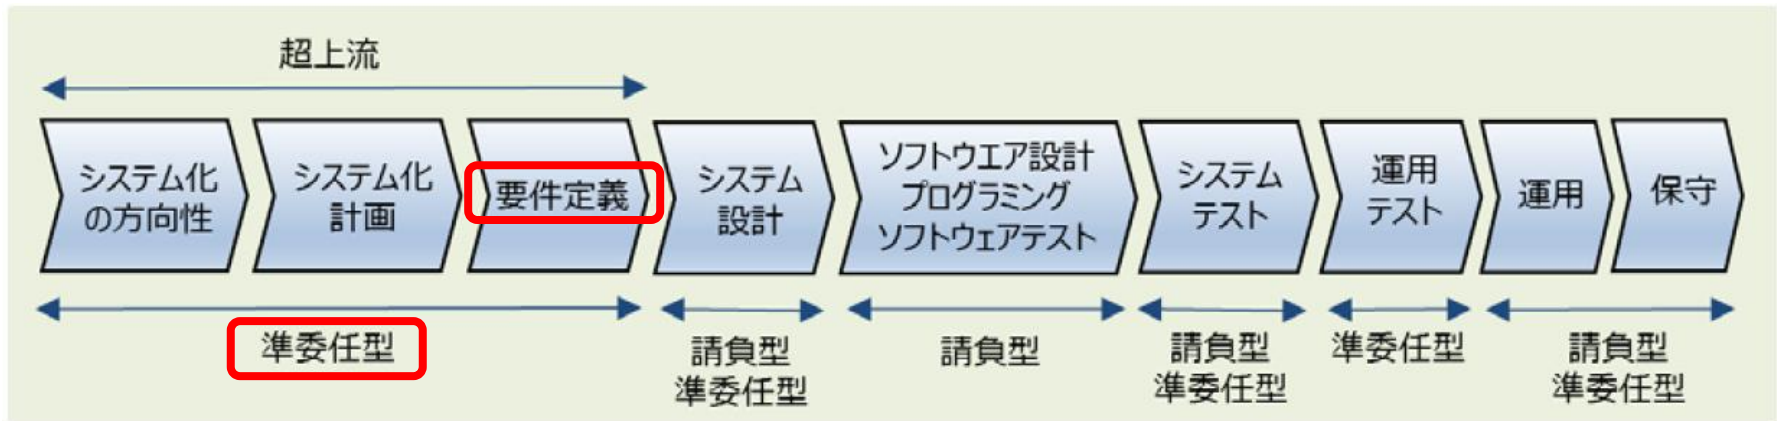 超上流
システム化
の方向性
システム化
計画
要件定義
システム
設計
ソフトウエア設計
プログラミング
ソフトウェアテスト
システム
テスト
運用
テスト
運用
保守
準委任型
請負型
準委任型
請負型
請負型
準委任型
準委任型
請負型
準委任型